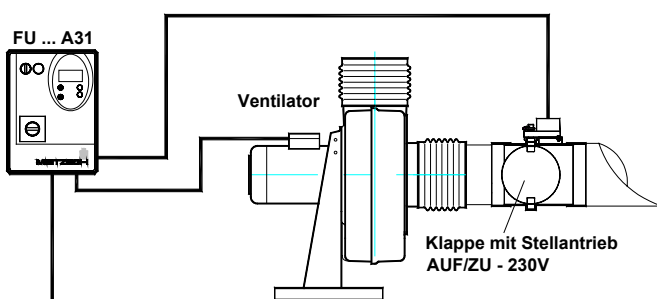 FU ... A31
Ventilator
Klappe mit Stellantrieb
AUF/ZU - 230V